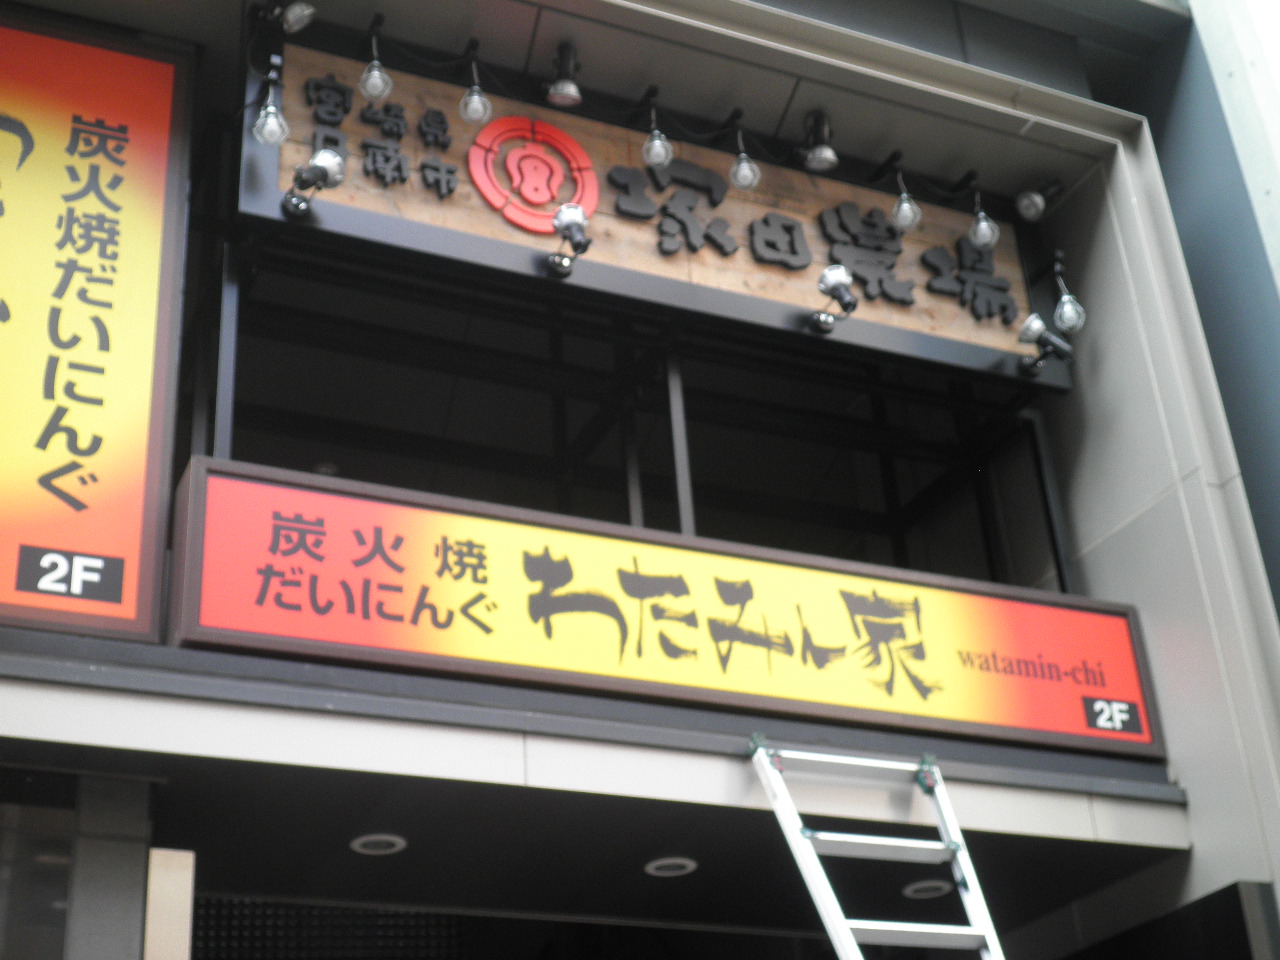 炭火焼だいにんぐ
2F
宮崎県
日南市
塚田農場
炭火焼
だいにんぐ
わたみん家
watamin-chi
2F